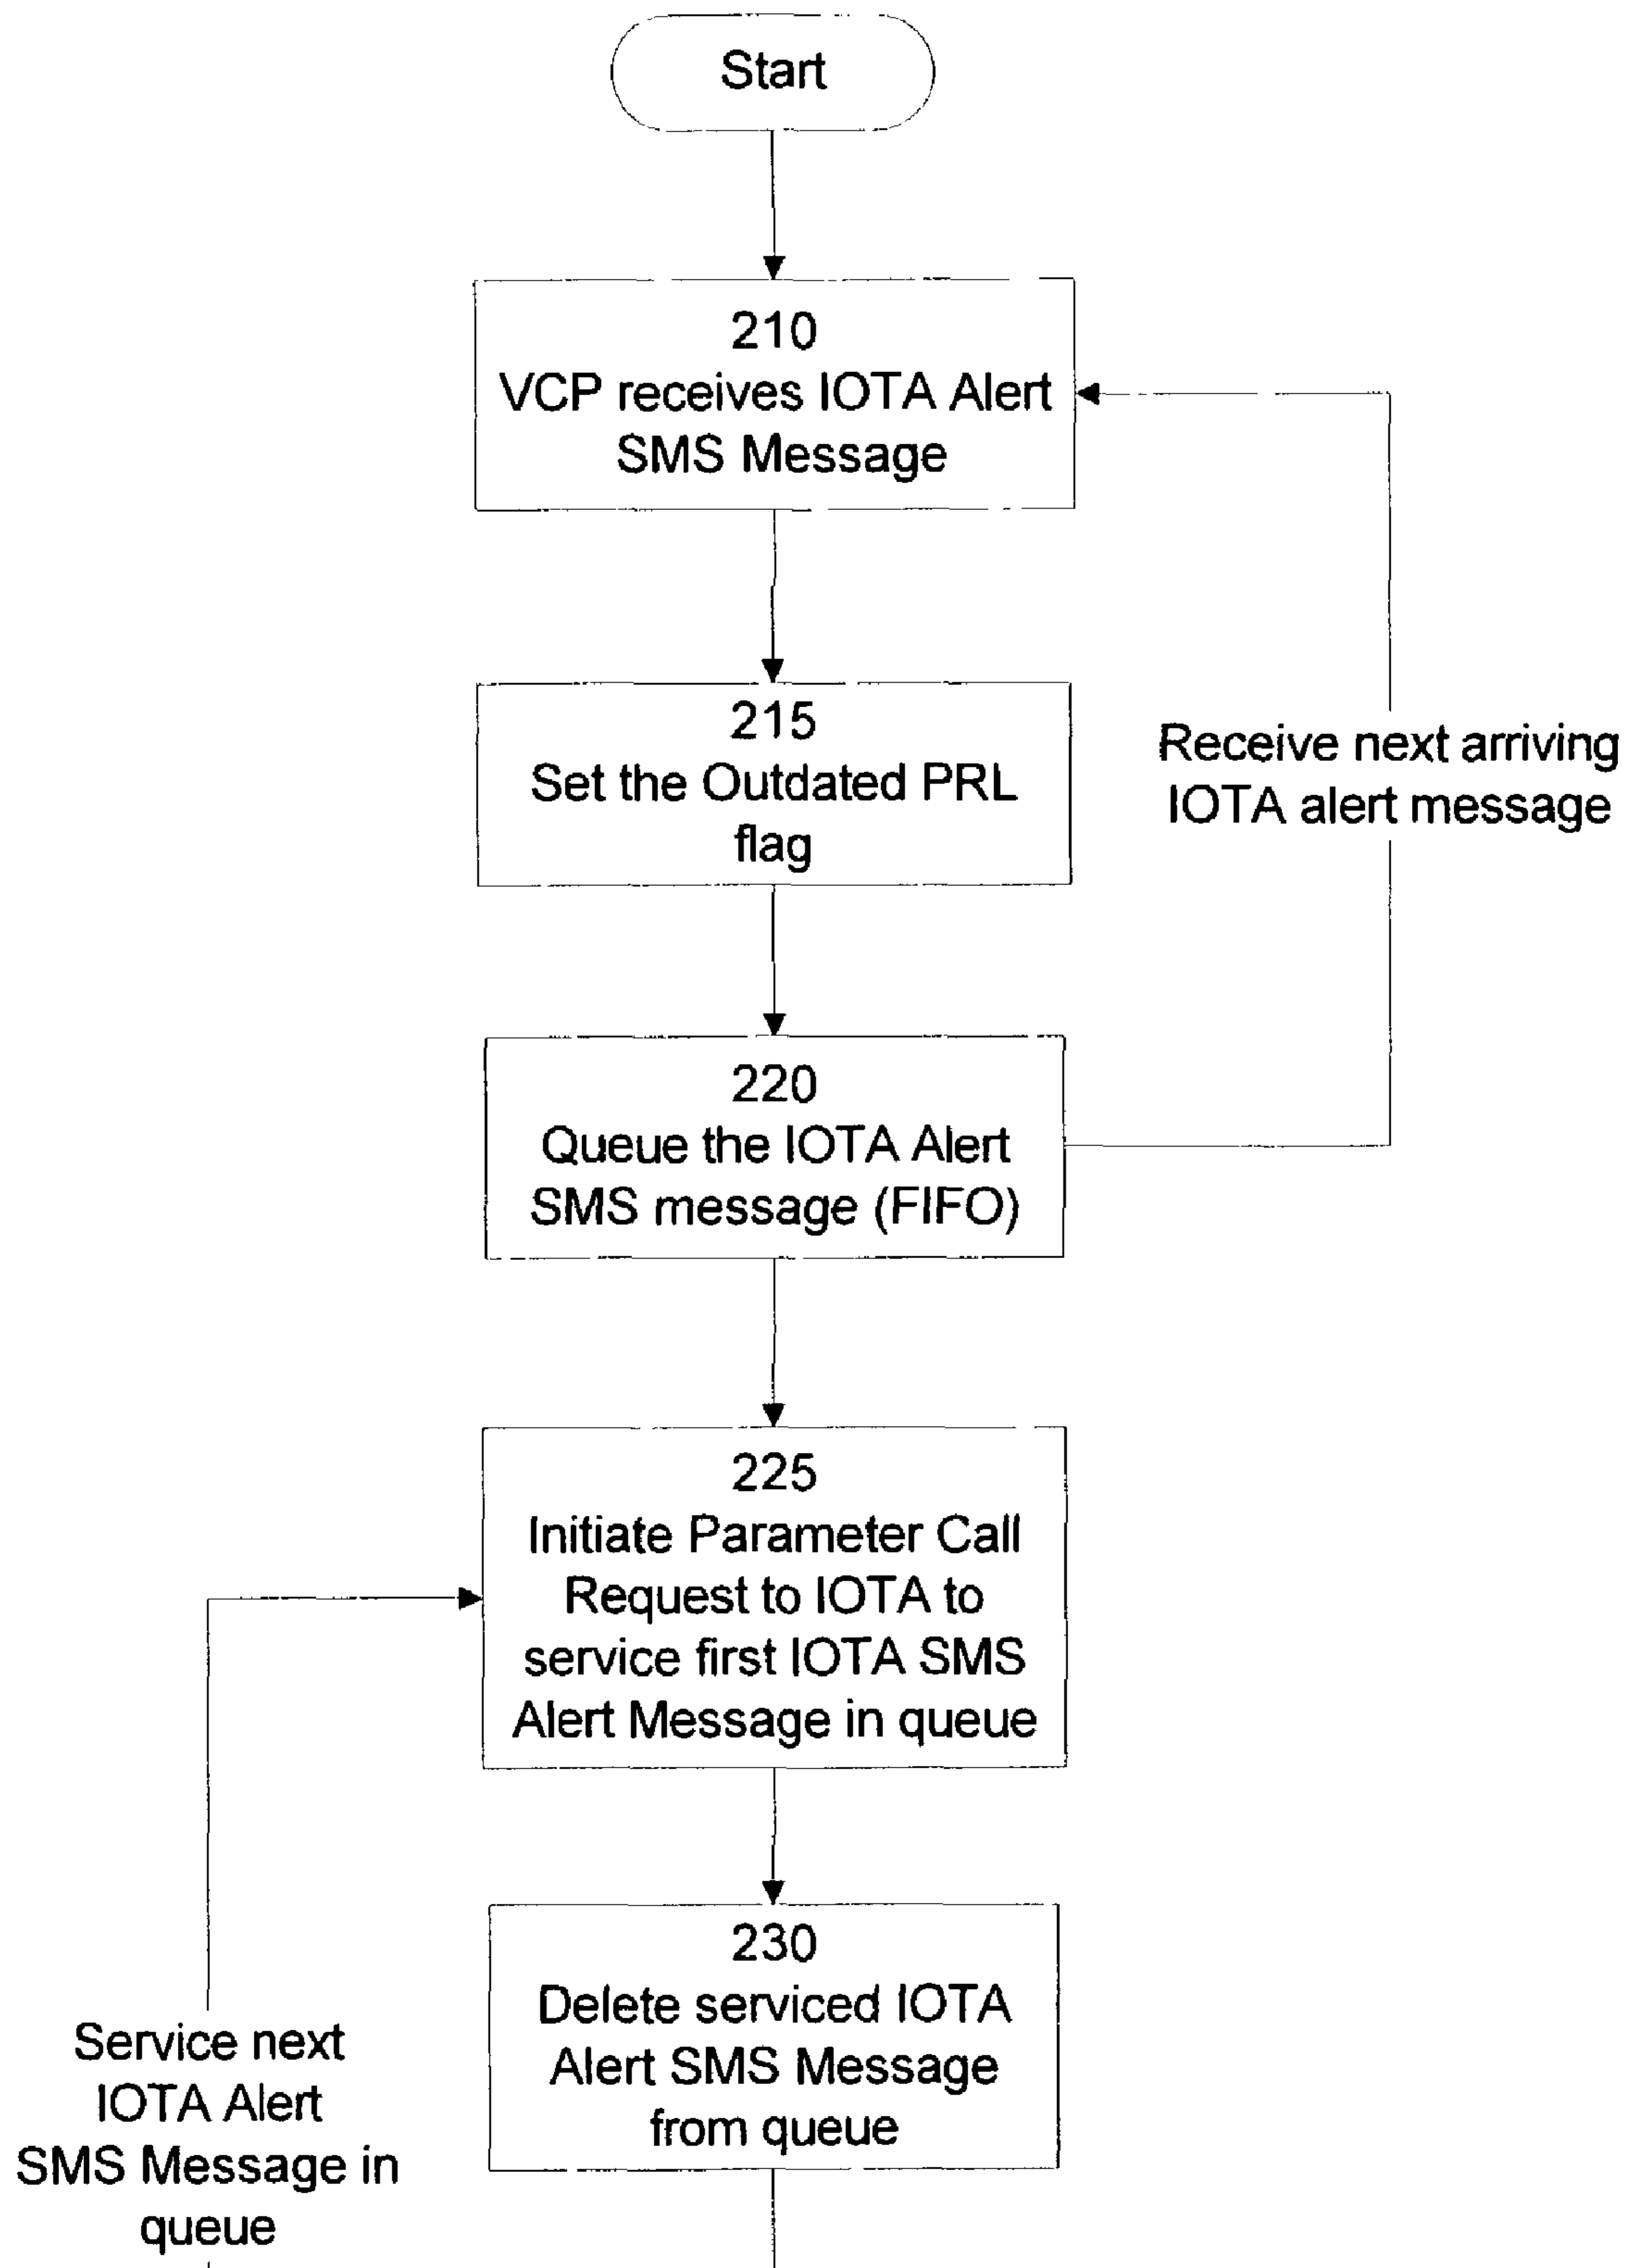 Start
210
VCP receives IOTA Alert
SMS Message
215
Set the Outdated PRL
flag
Receive next arriving
IOTA alert message
220
Queue the IOTA Alert
SMS message (FIFO)
225
Initiate Parameter Call
Request to IOTA to
service first IOTA SMS
Alert Message in queue
230
Delete serviced IOTA
Alert SMS Message
from queue
Service next
IOTA Alert
SMS Message in
queue